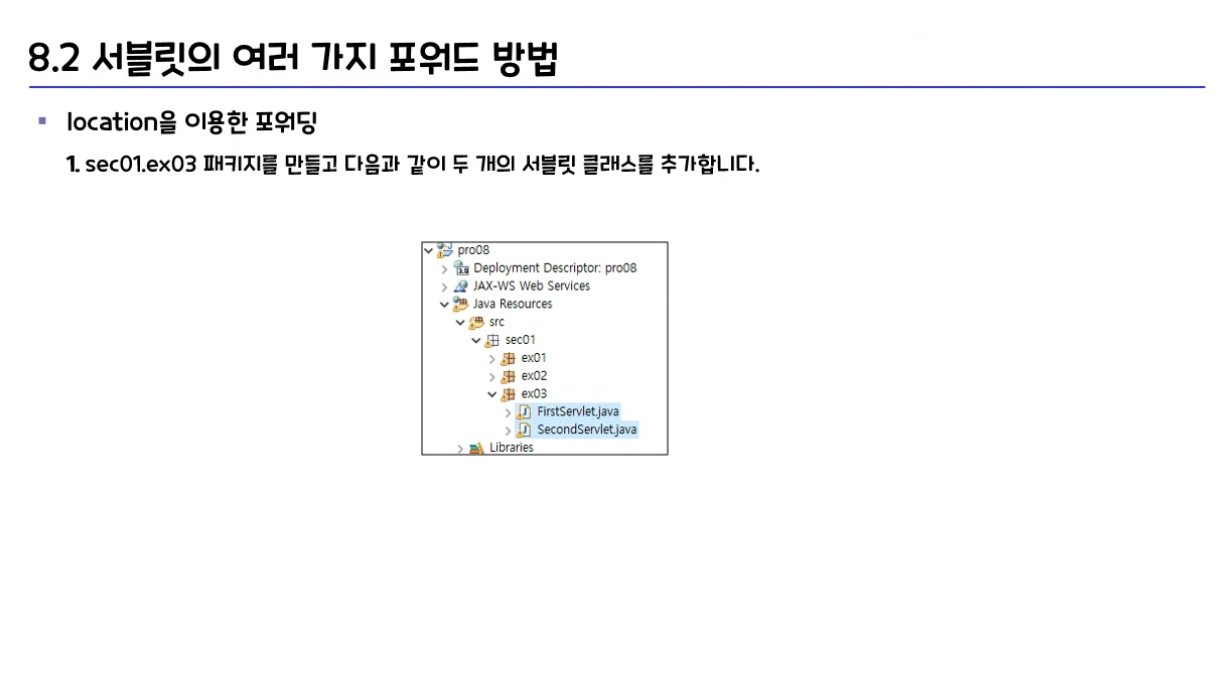 8.2 서블릿의 여러 가지 포워드 방법
location을 이용한 포워딩
1. sec01.ex03 패키지를 만들고 다음과 같이 두 개의 서블릿 클래스를 추가합니다.
pro08
Deployment Descriptor: pro08
JAX-WS Web Services
Java Resources
src
sec01
ex01
ex02
ex03
FirstServlet.java
SecondServlet.java
Libraries